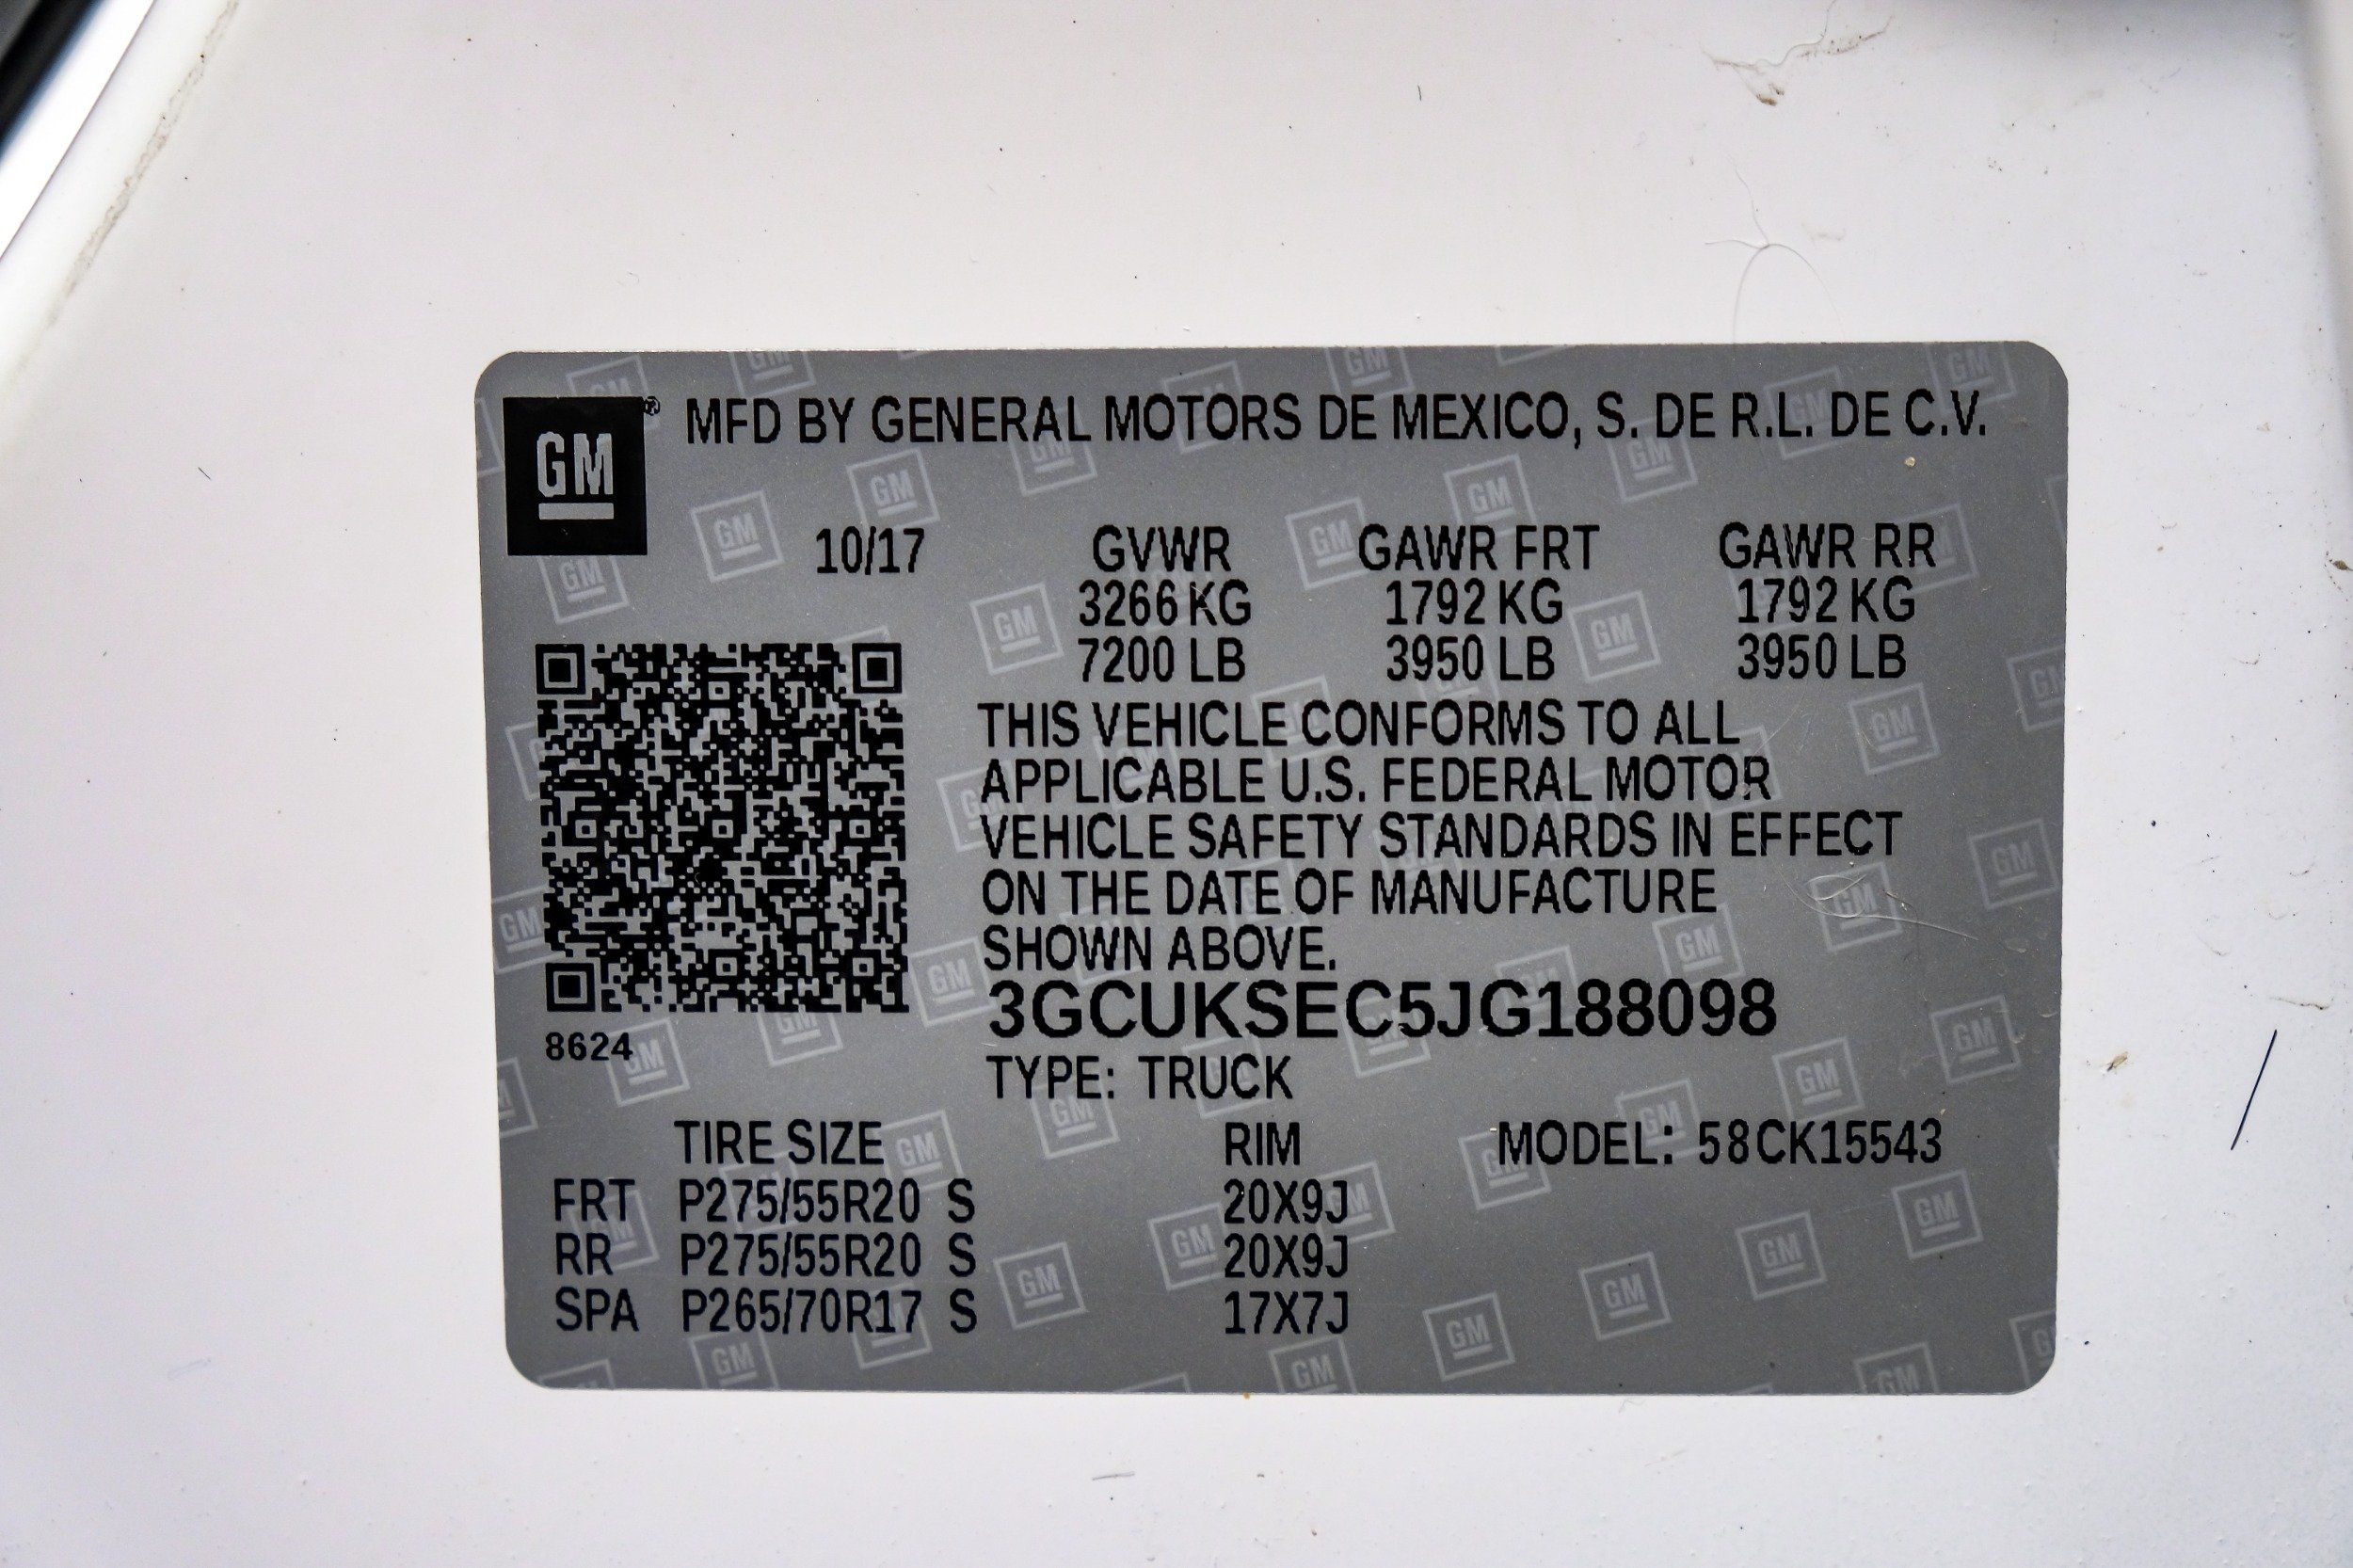 GM ® MFD BY GENERAL MOTORS DE MEXICO, S. DE R.L. DE C.V.
10/17 GVWR GAWR FRT GAWR RR
3266 KG 1792 KG 1792 KG
7200 LB 3950 LB 3950 LB
THIS VEHICLE CONFORMS TO ALL
APPLICABLE U.S. FEDERAL MOTOR
VEHICLE SAFETY STANDARDS IN EFFECT
ON THE DATE OF MANUFACTURE
SHOWN ABOVE.
3GCUKSEC5JG188098
8624
TYPE: TRUCK
TIRE SIZE RIM MODEL: 58CK15543
FRT P275/55R20 S 20X9J
RR P275/55R20 S 20X9J
SPA P265/70R17 S 17X7J